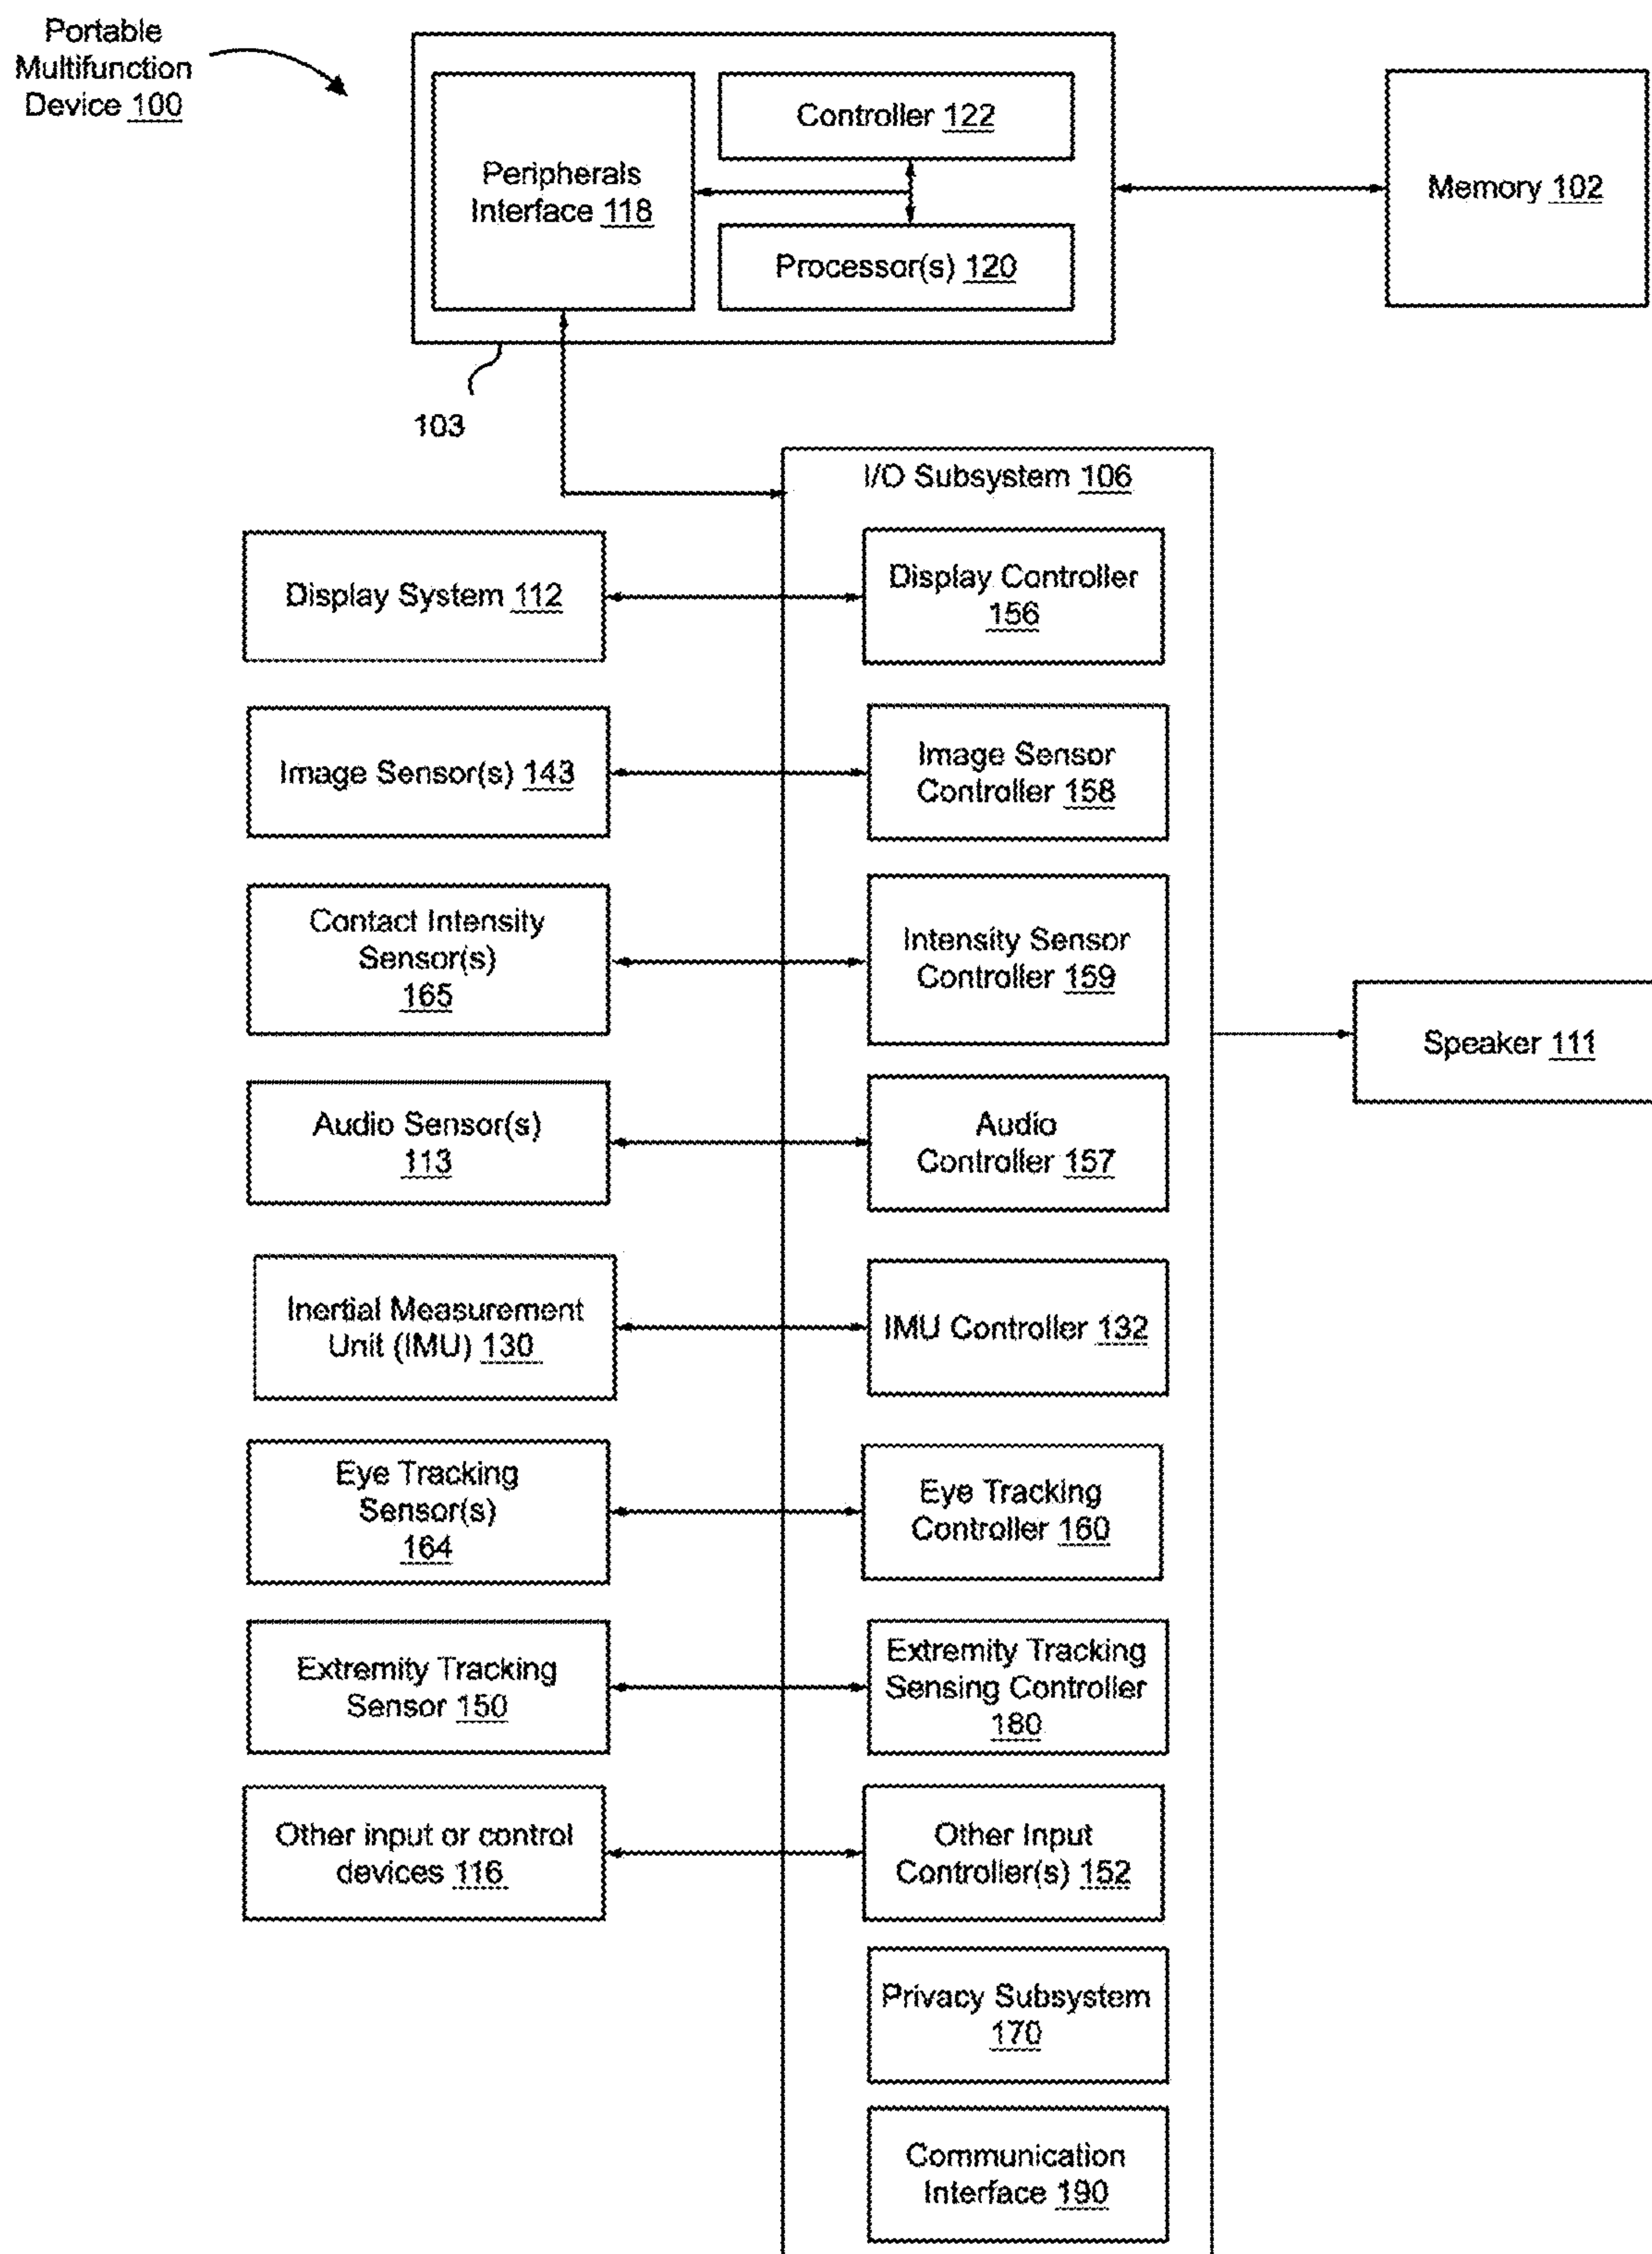 Portable
Multifunction
Device 100
Peripherals
Interface 118
Controller 122
Processor(s) 120
Memory 102
103
I/O Subsystem 106
Display System 112
Display Controller
156
Image Sensor(s) 143
Image Sensor
Controller 158
Contact Intensity
Sensor(s)
165
Intensity Sensor
Controller 159
Speaker 111
Audio Sensor(s)
113
Audio
Controller 157
Inertial Measurement
Unit (IMU) 130
IMU Controller 132
Eye Tracking
Sensor(s)
164
Eye Tracking
Controller 160
Extremity Tracking
Sensor 150
Extremity Tracking
Sensing Controller
180
Other input or control
devices 116
Other Input
Controller(s) 152
Privacy Subsystem
170
Communication
Interface 190